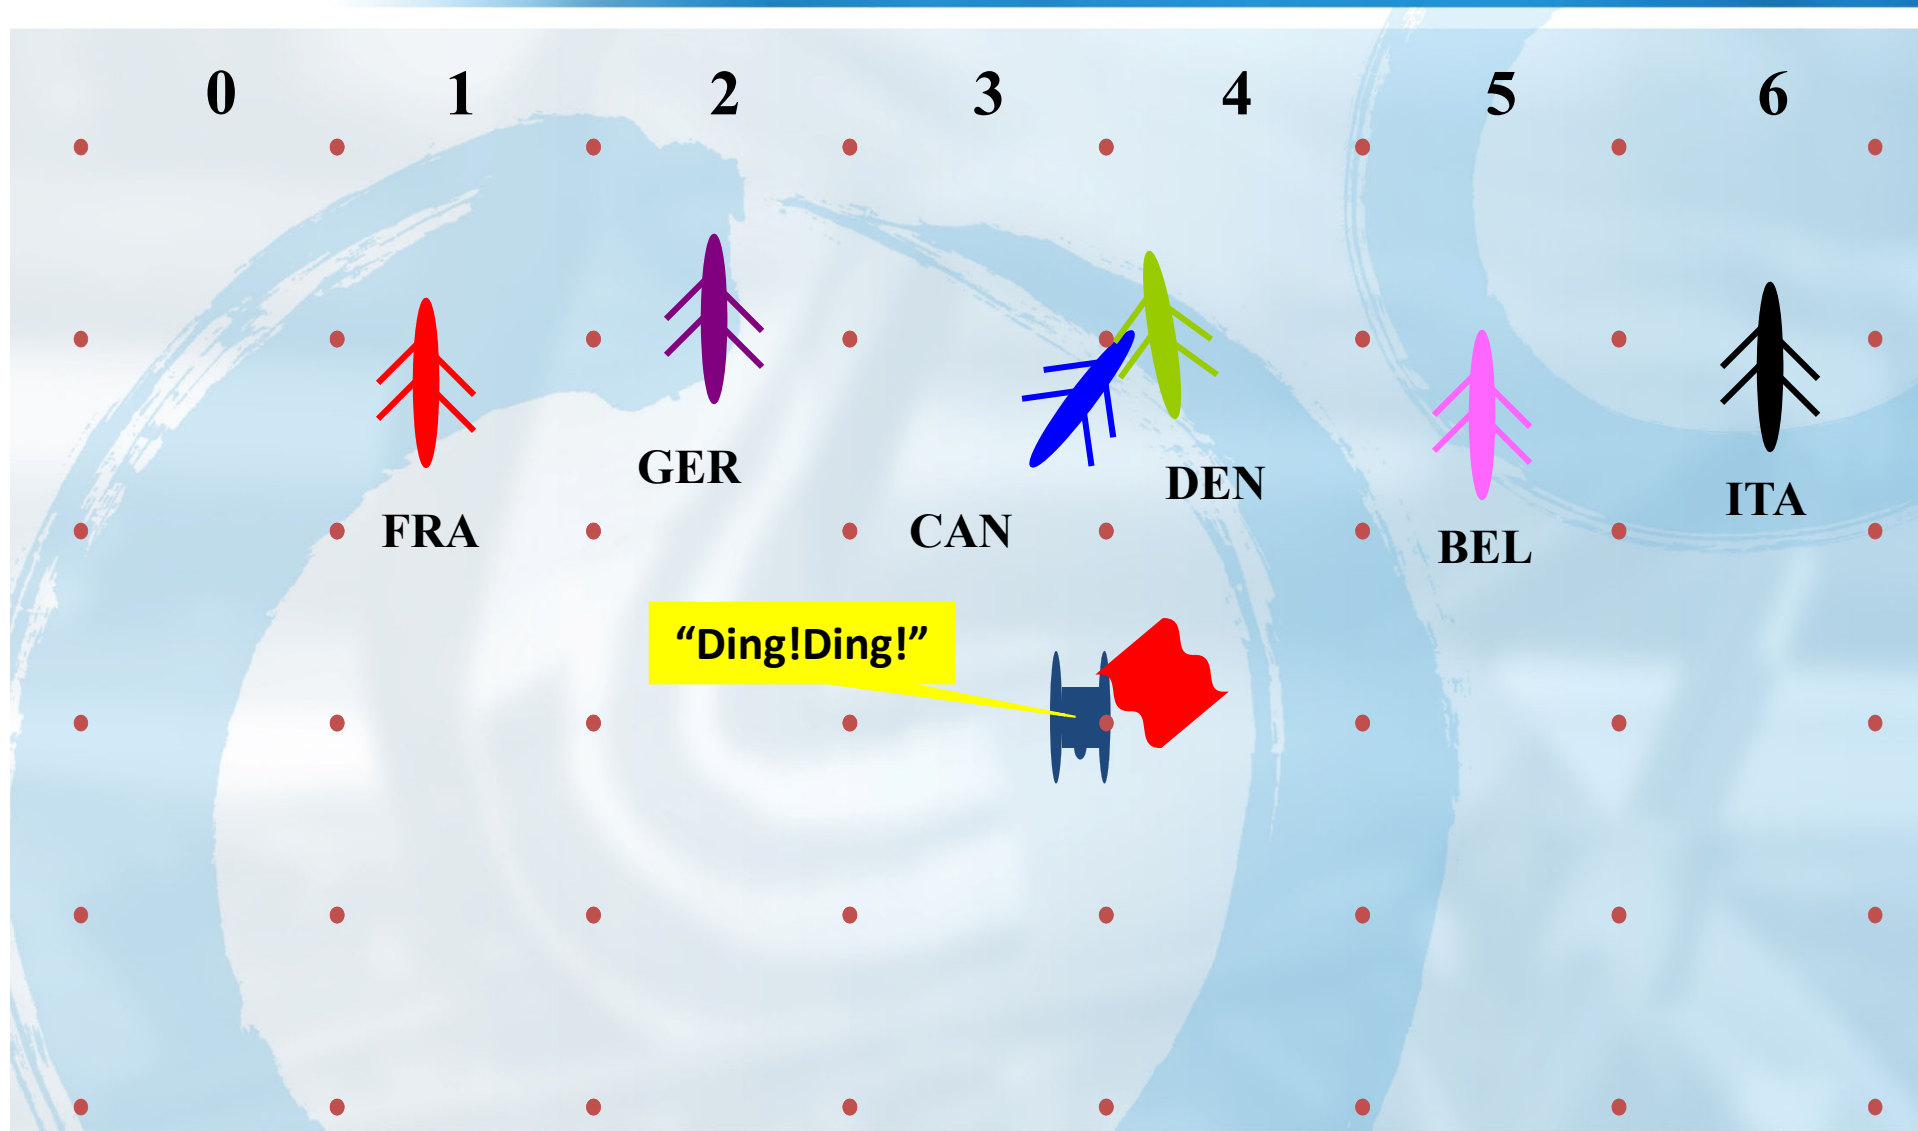 0 1 2 3 4 5 6
GER
DEN
ITA
FRA
CAN
BEL
“Ding!Ding!”